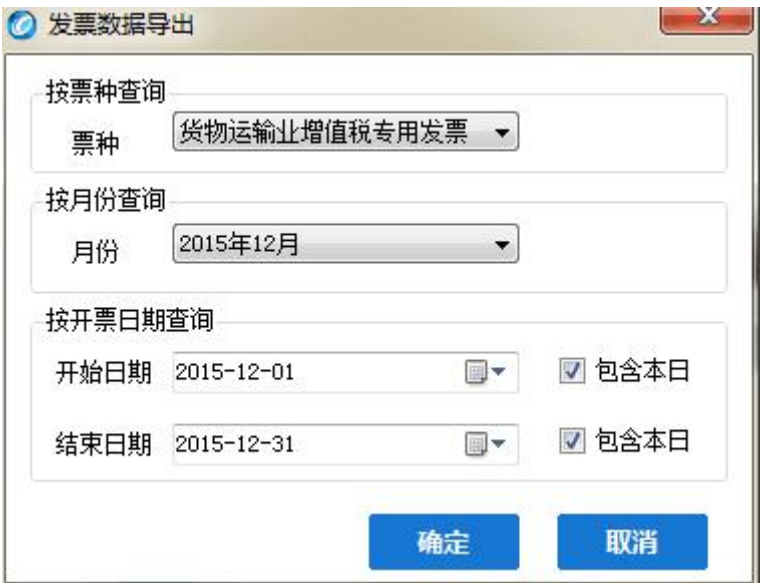 发票数据导出
按票种查询
票种 货物运输业增值税专用发票
按月份查询
月份 2015年12月
按开票日期查询
开始日期 2015-12-01 包含本日
结束日期 2015-12-31 包含本日
确定 取消